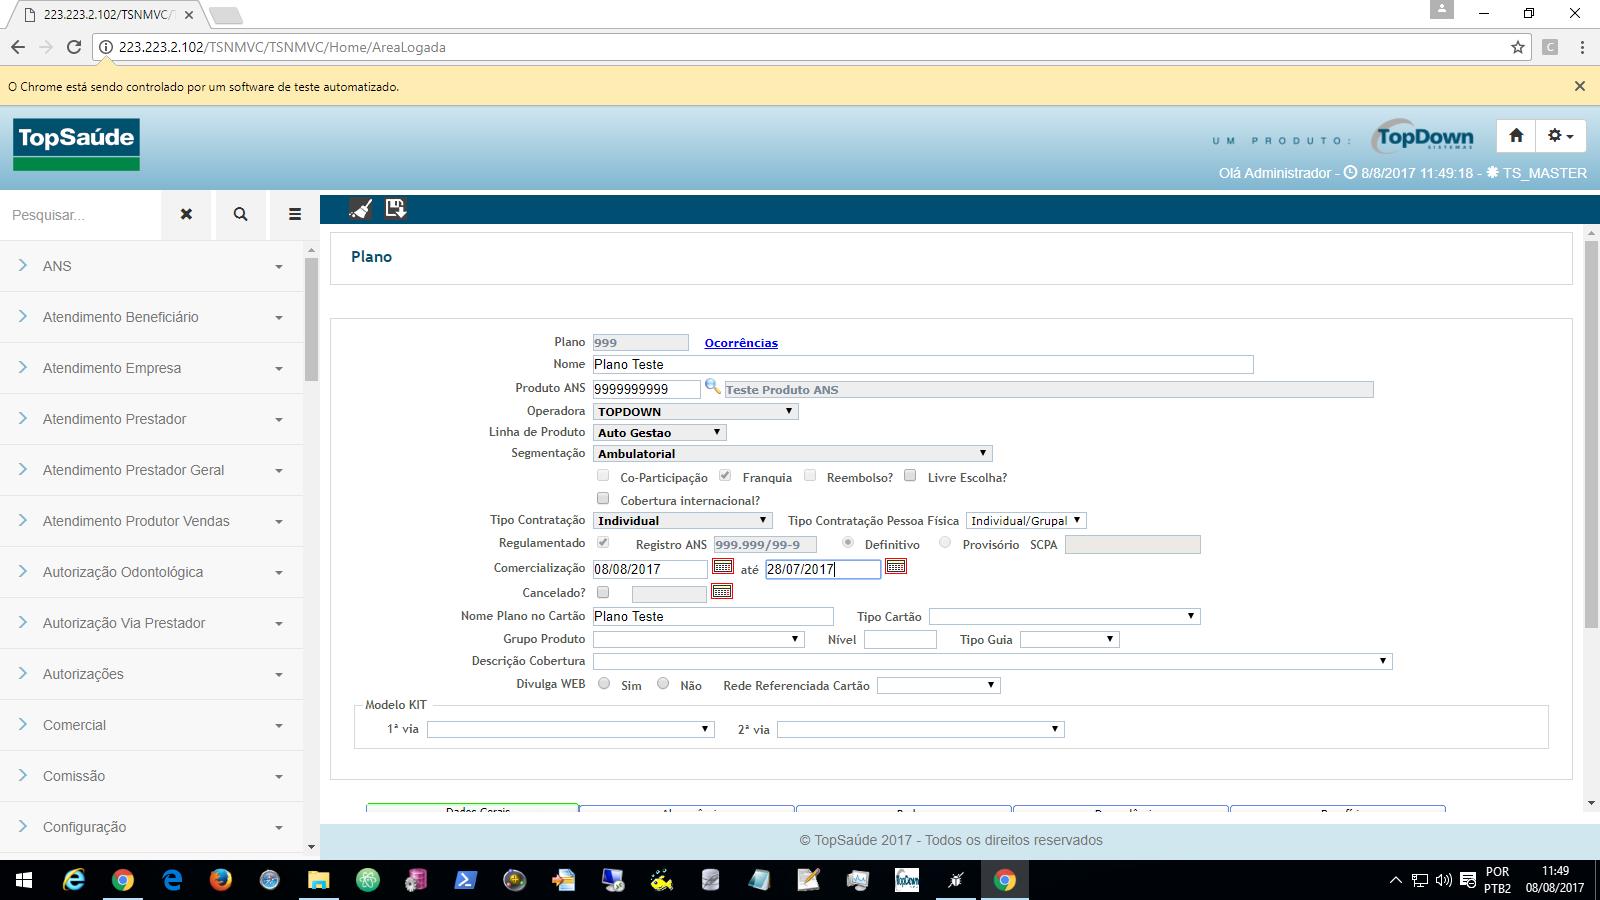 223.223.2.102/TSNMVC/
223.223.2.102/TSNMVC/TSNMVC/Home/AreaLogada
C
O Chrome está sendo controlado por um software de teste automatizado.
TopSaúde
UM PRODUTO:
TopDown
SISTEMAS
Olá Administrador - 8/8/2017 11:49:18 - TS_MASTER
Pesquisar...
ANS
Atendimento Beneficiário
Atendimento Empresa
Atendimento Prestador
Atendimento Prestador Geral
Atendimento Produtor Vendas
Autorização Odontológica
Autorização Via Prestador
Autorizações
Comercial
Comissão
Configuração
Plano
Plano 999 Ocorrências
Nome Plano Teste
Produto ANS 9999999999 Teste Produto ANS
Operadora TOPDOWN
Linha de Produto Auto Gestao
Segmentação Ambulatorial
Co-Participação Franquia Reembolso? Livre Escolha?
Cobertura internacional?
Tipo Contratação Individual Tipo Contratação Pessoa Física Individual/Grupal
Regulamentado Registro ANS 999.999/99-9 Definitivo Provisório SCPA
Comercialização 08/08/2017 até 28/07/2017
Cancelado?
Nome Plano no Cartão Plano Teste Tipo Cartão
Grupo Produto Nível Tipo Guia
Descrição Cobertura
Divulga WEB Sim Não Rede Referenciada Cartão
Modelo KIT
1ª via 2ª via
Dados Gerais
© TopSaúde 2017 - Todos os direitos reservados
TopDown
POR
PTB2
11:49
08/08/2017